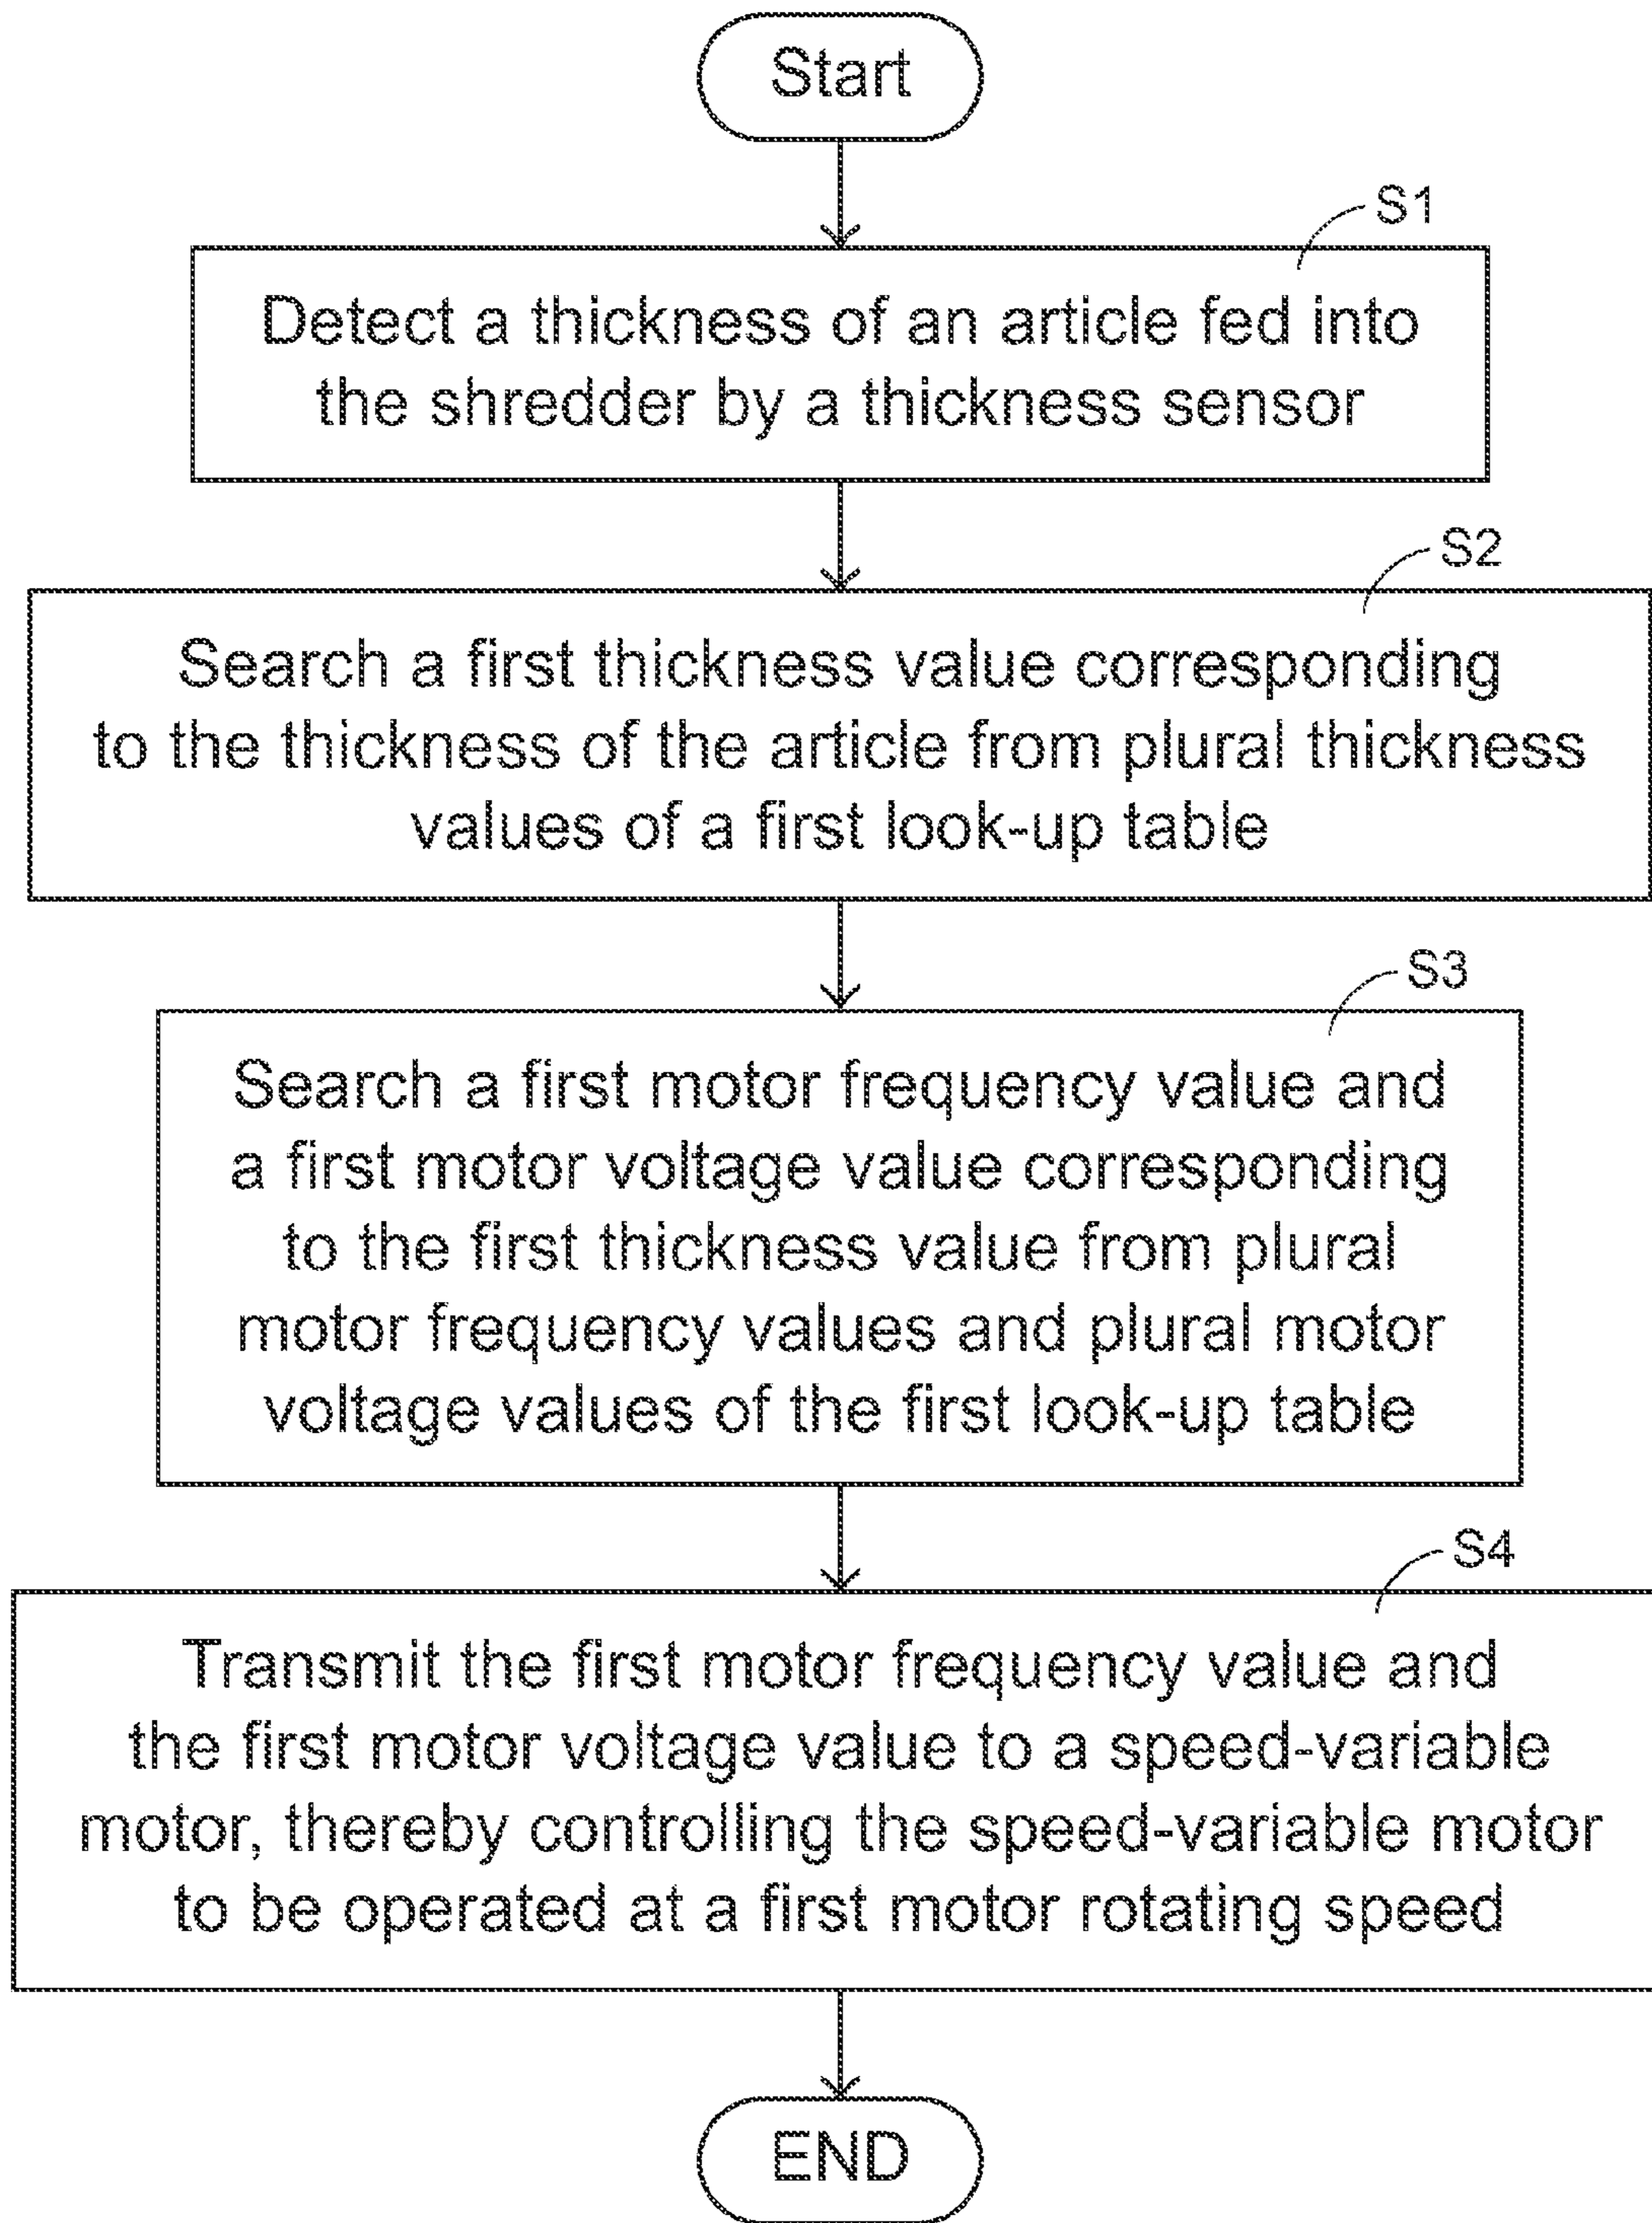 Start
S1
Detect a thickness of an article fed into
the shredder by a thickness sensor
S2
Search a first thickness value corresponding
to the thickness of the article from plural thickness
values of a first look-up table
S3
Search a first motor frequency value and
a first motor voltage value corresponding
to the first thickness value from plural
motor frequency values and plural motor
voltage values of the first look-up table
S4
Transmit the first motor frequency value and
the first motor voltage value to a speed-variable
motor, thereby controlling the speed-variable motor
to be operated at a first motor rotating speed
END